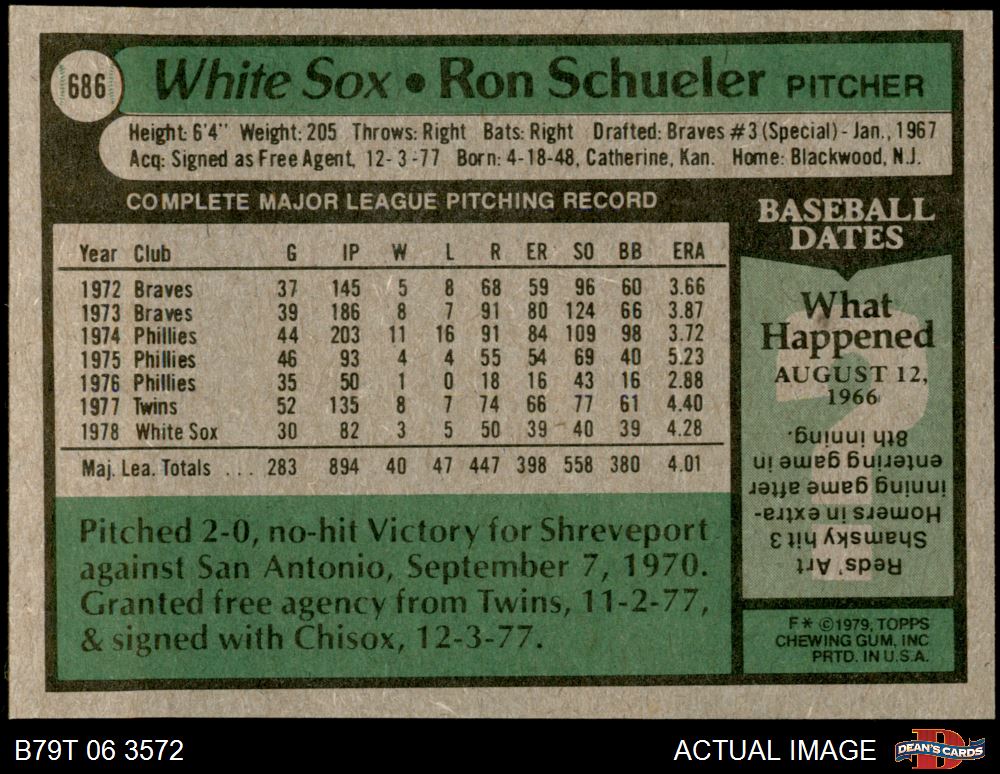 686
White Sox • Ron Schueler PITCHER
Height: 6'4" Weight: 205 Throws: Right Bats: Right Drafted: Braves #3 (Special) - Jan., 1967
Acq: Signed as Free Agent, 12-3-77 Born: 4-18-48, Catherine, Kan. Home: Blackwood, N.J.
COMPLETE MAJOR LEAGUE PITCHING RECORD
Year Club G IP W L R ER SO BB ERA
1972 Braves 37 145 5 8 68 59 96 60 3.66
1973 Braves 39 186 8 7 91 80 124 66 3.87
1974 Phillies 44 203 11 16 91 84 109 98 3.72
1975 Phillies 46 93 4 4 55 54 69 40 5.23
1976 Phillies 35 50 1 0 18 16 43 16 2.88
1977 Twins 52 135 8 7 74 66 77 61 4.40
1978 White Sox 30 82 3 5 50 39 40 39 4.28
Maj. Lea. Totals ... 283 894 40 47 447 398 558 380 4.01
Pitched 2-0, no-hit Victory for Shreveport
against San Antonio, September 7, 1970.
Granted free agency from Twins, 11-2-77,
& signed with Chisox, 12-3-77.
BASEBALL
DATES
What
Happened
AUGUST 12,
1966
?
Reds' Art
Shamsky hit 3
Homers in extra-
inning game after
entering game in
8th inning.
F* ©1979, TOPPS
CHEWING GUM, INC
PRTD. IN U.S.A.
B79T 06 3572
ACTUAL IMAGE
DEAN'S CARDS